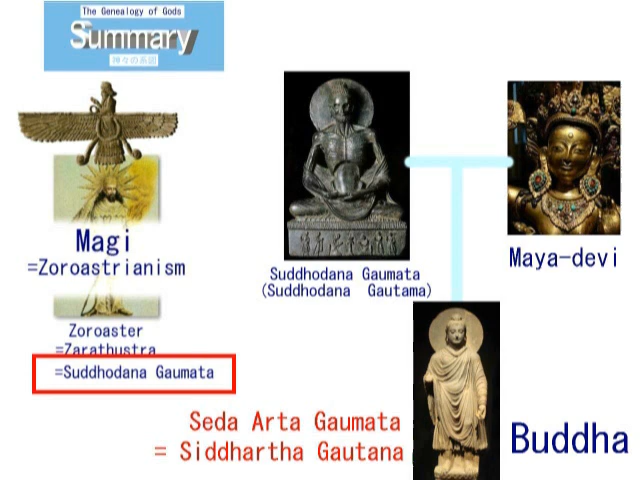 The Genealogy of Gods
Summary
神々の系図
Magi
=Zoroastrianism
Suddhodana Gaumata
(Suddhodana Gautama)
Maya-devi
Zoroaster
=Zarathustra
=Suddhodana Gaumata
Seda Arta Gaumata
= Siddhartha Gautana
Buddha